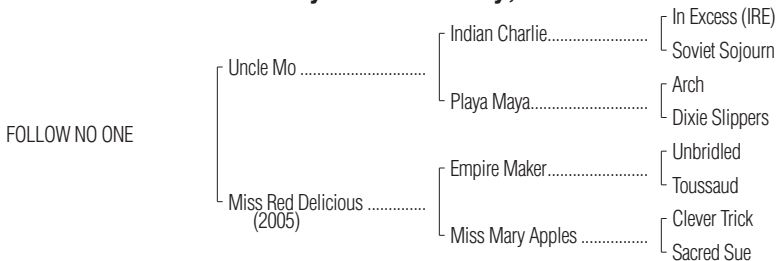 In Excess (IRE)
Indian Charlie.......................
Soviet Sojourn
Uncle Mo ..............................
Arch
Playa Maya...........................
Dixie Slippers
FOLLOW NO ONE
Unbridled
Empire Maker........................
Toussaud
Miss Red Delicious ..............
(2005)
Clever Trick
Miss Mary Apples ................
Sacred Sue